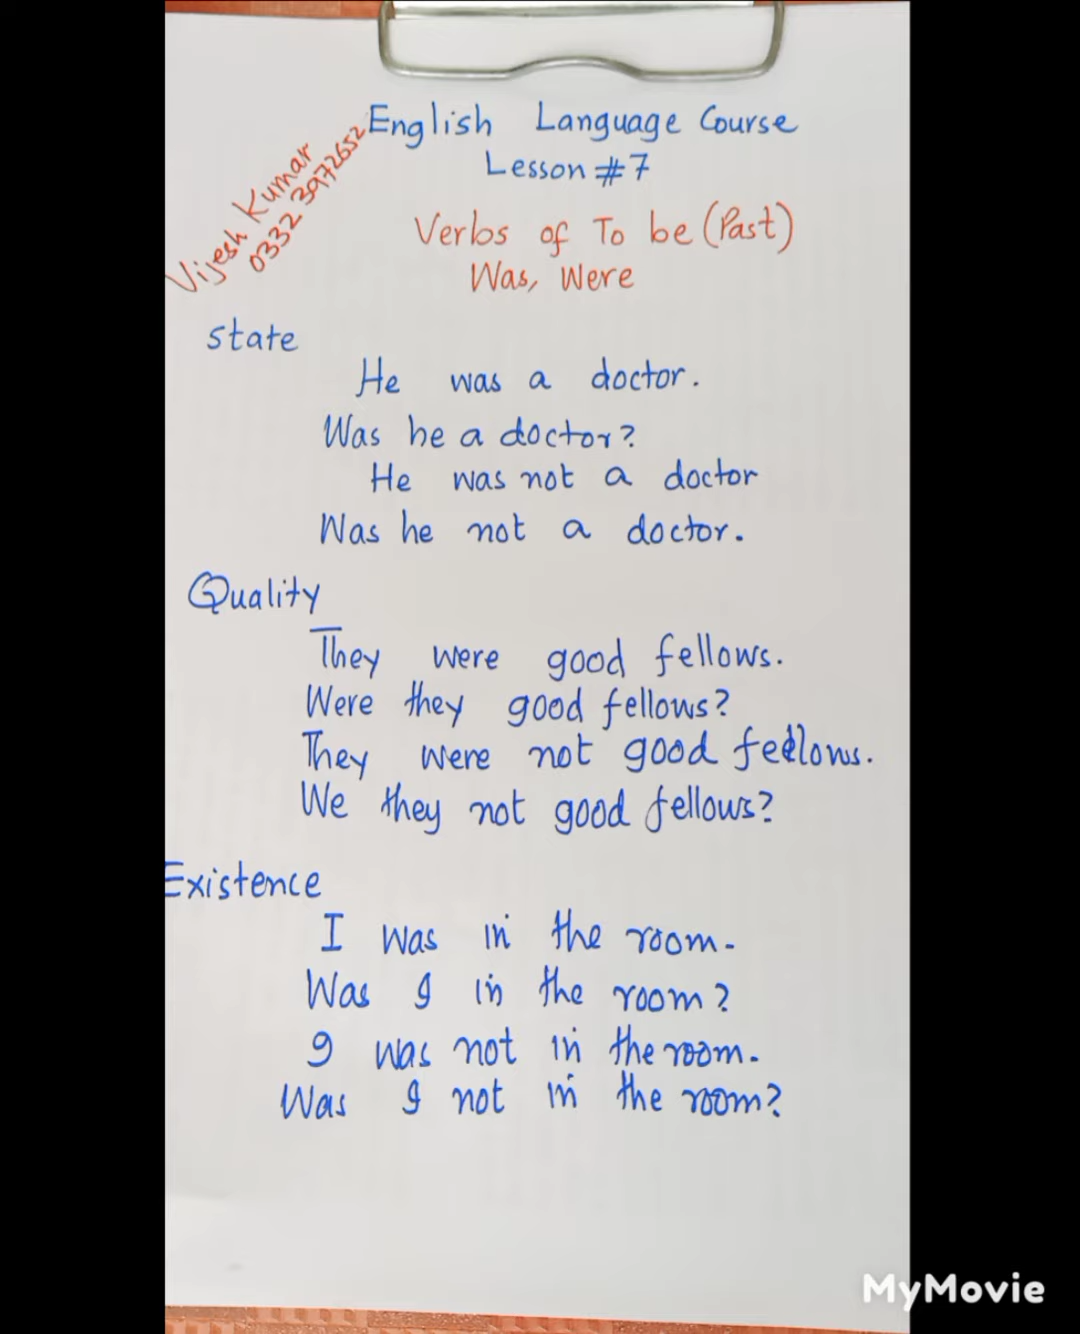 English Language Course
Lesson #7
Vijesh Kumar
0332 3972652
Verbs of To be (Past)
Was, Were
State
He was a doctor.
Was he a doctor?
He was not a doctor
Was he not a doctor.
Quality
They were good fellows.
Were they good fellows?
They were not good fellows.
We they not good fellows?
Existence
I was in the room.
Was I in the room?
I was not in the room.
Was I not in the room?
MyMovie